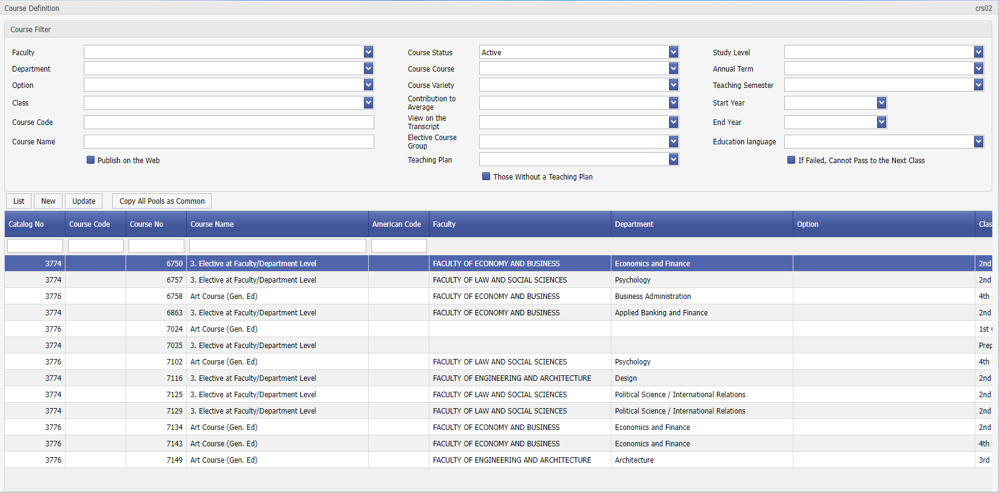 Course Definition crs02
Course Filter
Faculty Course Status Active Study Level
Department Course Course Annual Term
Option Course Variety Teaching Semester
Class Contribution to Average Start Year
Course Code View on the Transcript End Year
Course Name Elective Course Group Education language
Publish on the Web Teaching Plan If Failed, Cannot Pass to the Next Class
Those Without a Teaching Plan
List New Update Copy All Pools as Common
Catalog No Course Code Course No Course Name American Code Faculty Department Option Clas
3774 6750 3. Elective at Faculty/Department Level FACULTY OF ECONOMY AND BUSINESS Economics and Finance 2nd
3774 6757 3. Elective at Faculty/Department Level FACULTY OF LAW AND SOCIAL SCIENCES Psychology 2nd
3776 6758 Art Course (Gen. Ed) FACULTY OF ECONOMY AND BUSINESS Business Administration 4th
3774 6863 3. Elective at Faculty/Department Level FACULTY OF ECONOMY AND BUSINESS Applied Banking and Finance 2nd
3776 7024 Art Course (Gen. Ed) 1st
3774 7035 3. Elective at Faculty/Department Level Prep
3776 7102 Art Course (Gen. Ed) FACULTY OF LAW AND SOCIAL SCIENCES Psychology 4th
3774 7116 3. Elective at Faculty/Department Level FACULTY OF ENGINEERING AND ARCHITECTURE Design 2nd
3774 7125 3. Elective at Faculty/Department Level FACULTY OF LAW AND SOCIAL SCIENCES Political Science / International Relations 2nd
3774 7129 3. Elective at Faculty/Department Level FACULTY OF LAW AND SOCIAL SCIENCES Political Science / International Relations 2nd
3776 7134 Art Course (Gen. Ed) FACULTY OF ECONOMY AND BUSINESS Economics and Finance 2nd
3776 7143 Art Course (Gen. Ed) FACULTY OF ECONOMY AND BUSINESS Economics and Finance 4th
3776 7149 Art Course (Gen. Ed) FACULTY OF ENGINEERING AND ARCHITECTURE Architecture 3rd